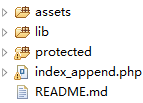 assets
lib
protected
index_append.php
README.md